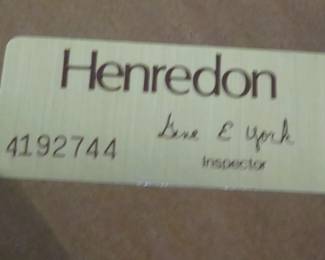 Henredon
Gene E York
4192744
Inspector